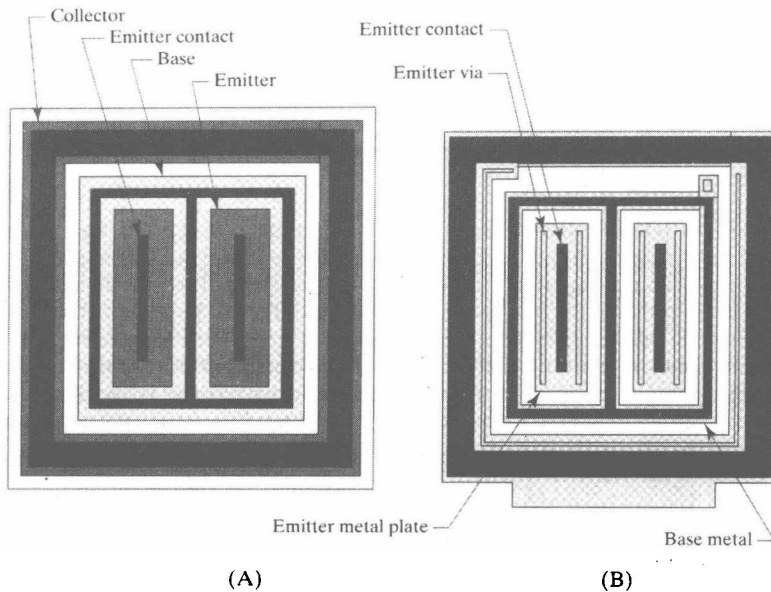 Collector
Emitter contact
Base
Emitter
Emitter contact
Emitter via
Emitter metal plate
Base metal
(A)
(B)